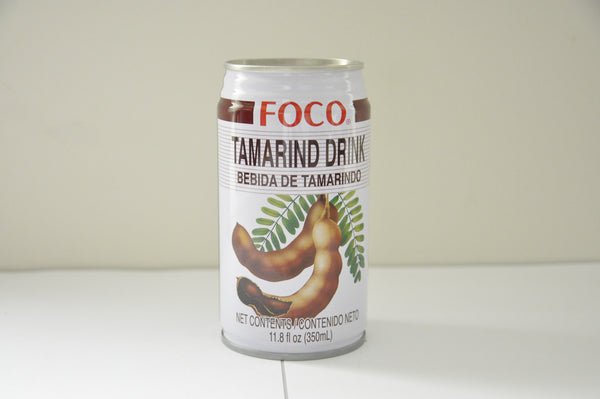 FOCO®
TAMARIND DRINK
BEBIDA DE TAMARINDO
NET CONTENTS / CONTENIDO NETO
11.8 fl oz (350mL)